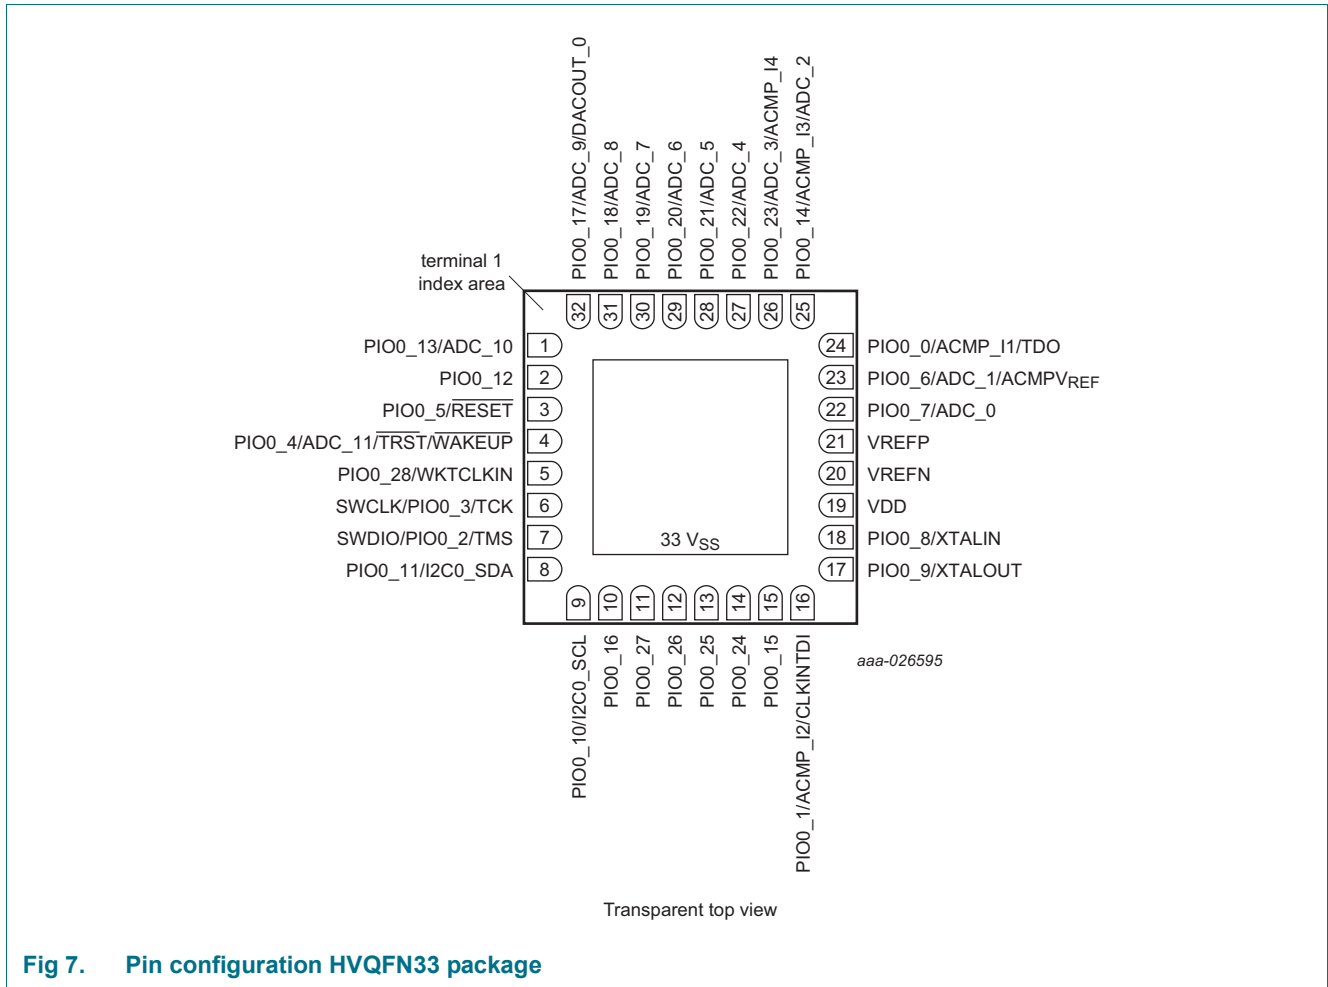 PIO0_17/ADC_9/DACOUT_0
PIO0_18/ADC_8
PIO0_19/ADC_7
PIO0_20/ADC_6
PIO0_21/ADC_5
PIO0_22/ADC_4
PIO0_23/ADC_3/ACMP_I4
PIO0_14/ACMP_I3/ADC_2
terminal 1
index area
32 31 30 29 28 27 26 25
PIO0_13/ADC_10 1
PIO0_12 2
PIO0_5/RESET 3
PIO0_4/ADC_11/TRST/WAKEUP 4
PIO0_28/WKTCLKIN 5
SWCLK/PIO0_3/TCK 6
SWDIO/PIO0_2/TMS 7
PIO0_11/I2C0_SDA 8
24 PIO0_0/ACMP_I1/TDO
23 PIO0_6/ADC_1/ACMPVREF
22 PIO0_7/ADC_0
21 VREFP
20 VREFN
19 VDD
18 PIO0_8/XTALIN
17 PIO0_9/XTALOUT
33 VSS
9 10 11 12 13 14 15 16
PIO0_10/I2C0_SCL
PIO0_16
PIO0_27
PIO0_26
PIO0_25
PIO0_24
PIO0_15
PIO0_1/ACMP_I2/CLKINTDI
aaa-026595
Transparent top view
Fig 7. Pin configuration HVQFN33 package